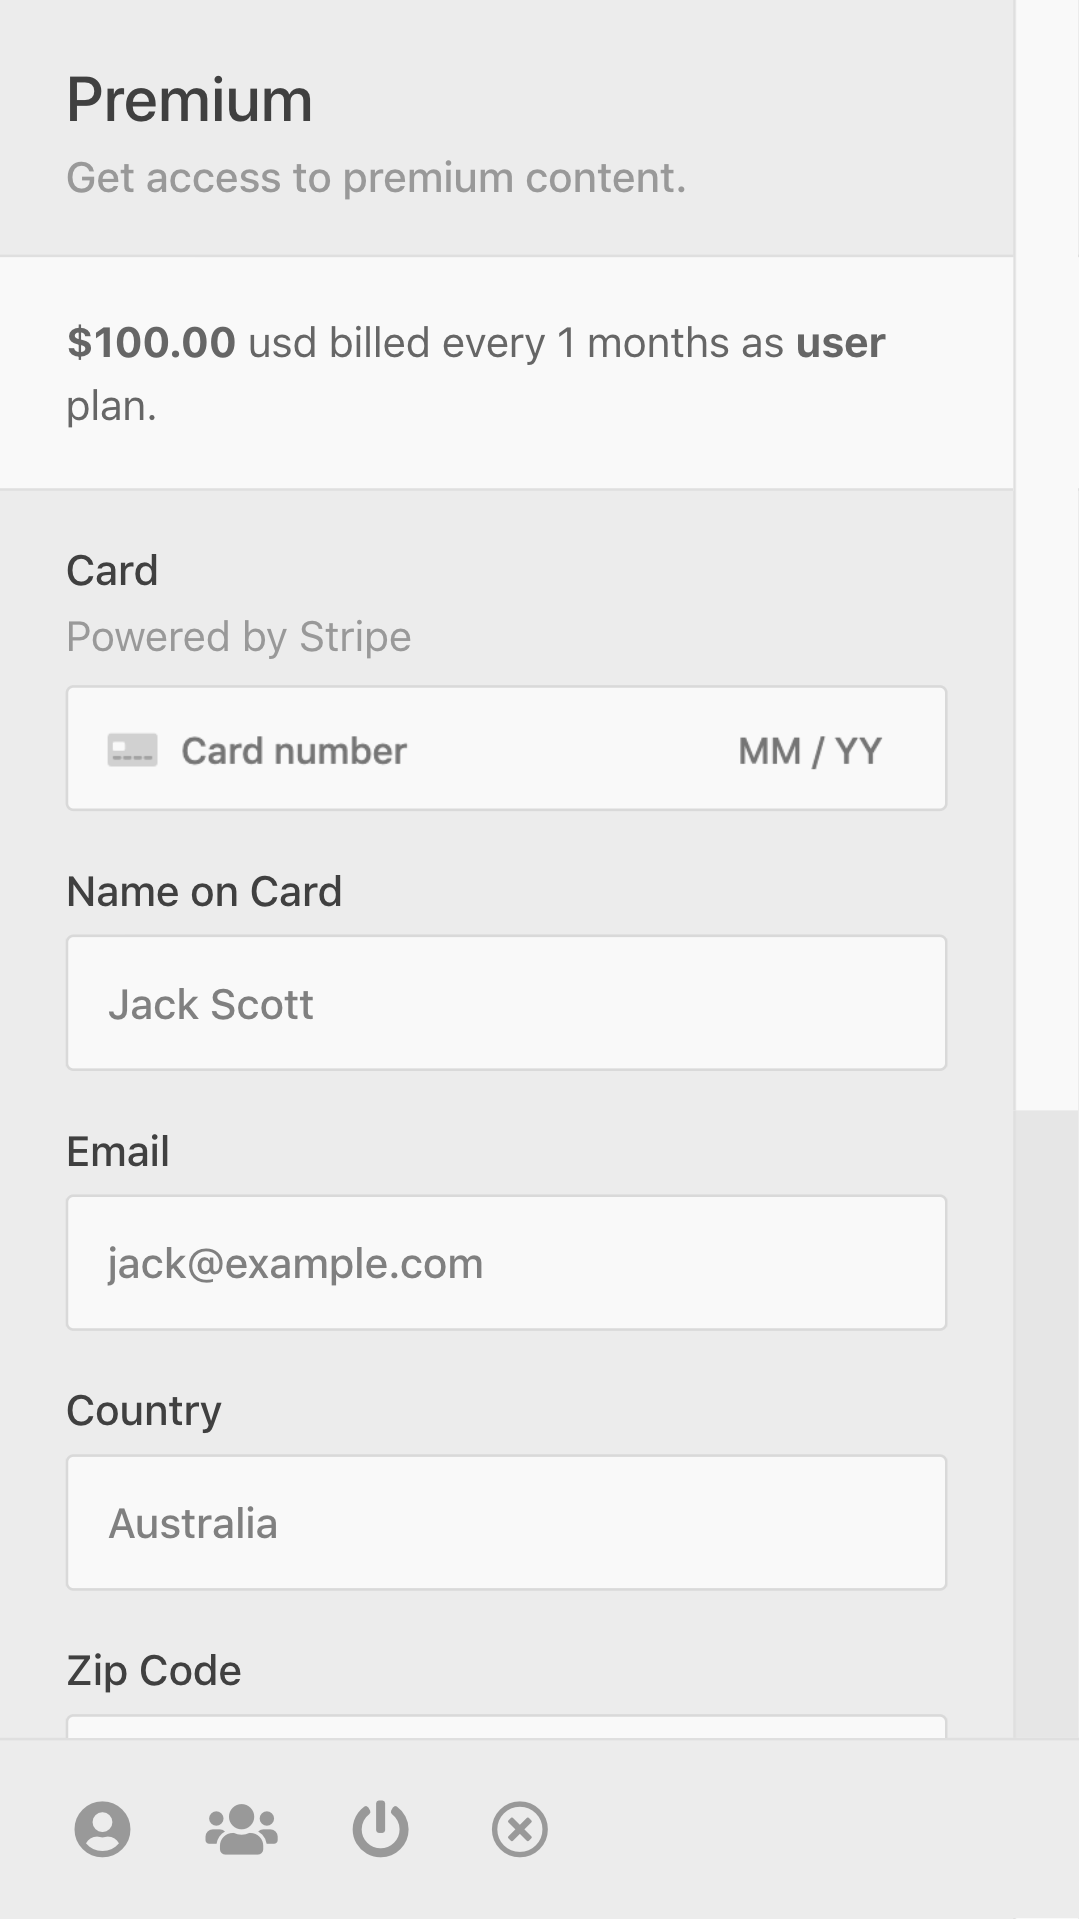 Premium
Get access to premium content.
$100.00 usd billed every 1 months as user
plan.
Card
Powered by Stripe
Card number MM / YY
Name on Card
Jack Scott
Email
jack@example.com
Country
Australia
Zip Code